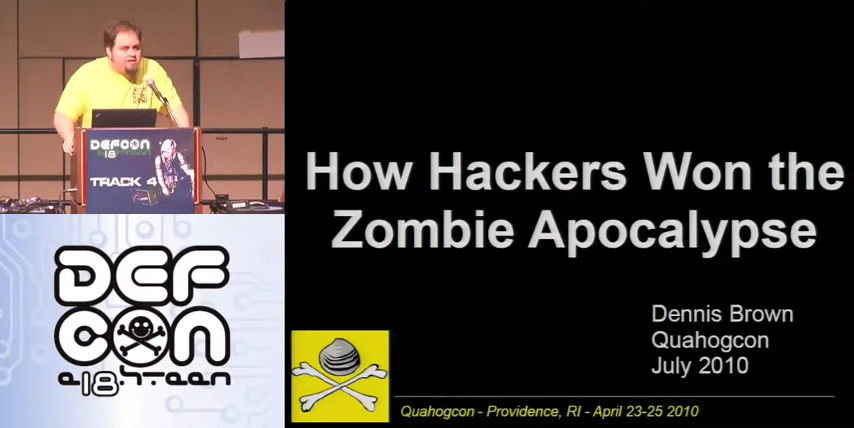 DEFCON
18
TRACK 4
PUSH
How Hackers Won the
Zombie Apocalypse
Dennis Brown
Quahogcon
July 2010
Quahogcon - Providence, RI - April 23-25 2010
DEF
CON
e18hteen